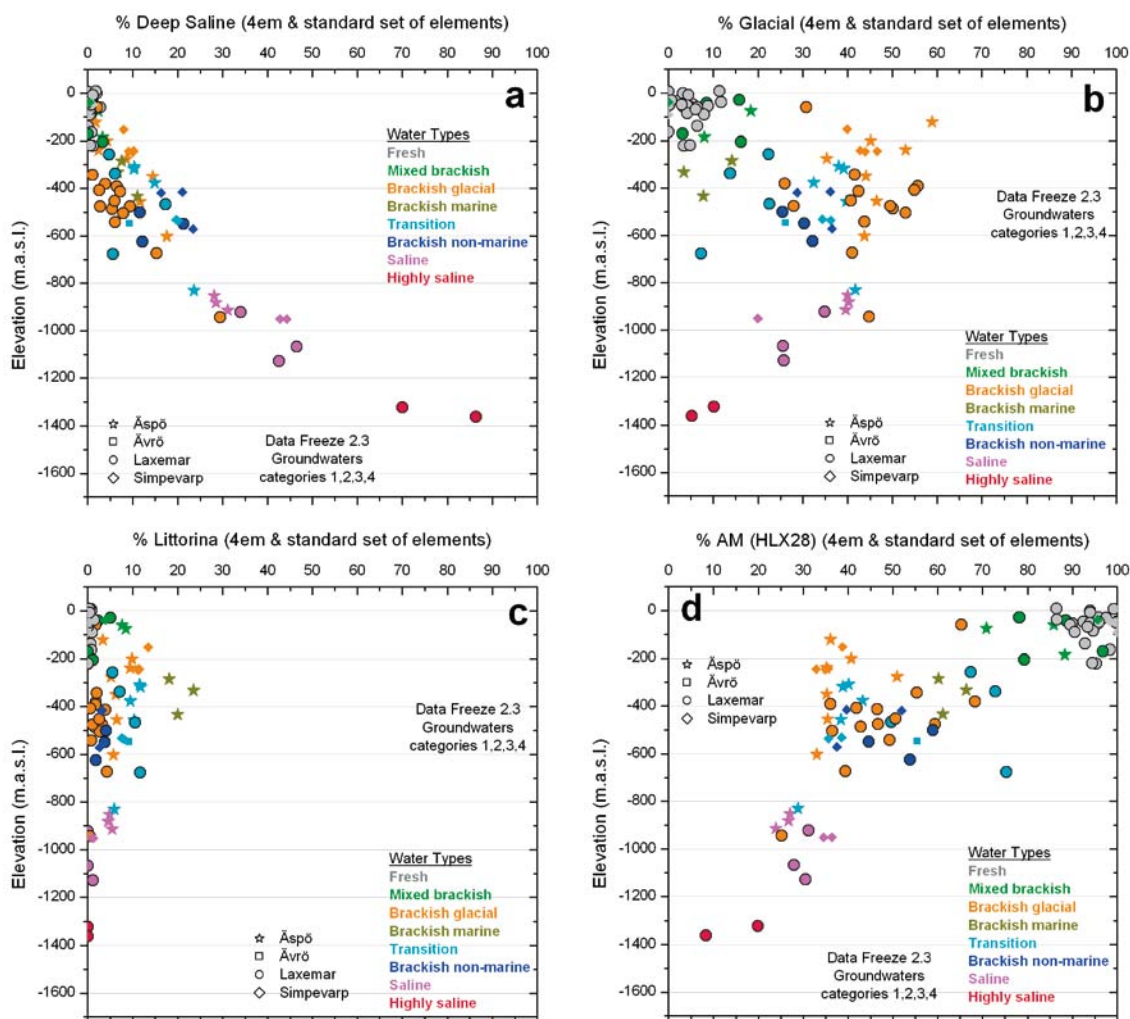 % Deep Saline (4em & standard set of elements)
0 10 20 30 40 50 60 70 80 90 100
a
0
-200
-400
-600
-800
-1000
-1200
-1400
-1600
Elevation (m.a.s.l.)
Water Types
Fresh
Mixed brackish
Brackish glacial
Brackish marine
Transition
Brackish non-marine
Saline
Highly saline
Äspö
Ävrö
Laxemar
Simpevarp
Data Freeze 2.3
Groundwaters
categories 1,2,3,4
% Glacial (4em & standard set of elements)
0 10 20 30 40 50 60 70 80 90 100
b
0
-200
-400
-600
-800
-1000
-1200
-1400
-1600
Elevation (m.a.s.l.)
Data Freeze 2.3
Groundwaters
categories 1,2,3,4
Water Types
Fresh
Mixed brackish
Brackish glacial
Brackish marine
Transition
Brackish non-marine
Saline
Highly saline
Äspö
Ävrö
Laxemar
Simpevarp
% Littorina (4em & standard set of elements)
0 10 20 30 40 50 60 70 80 90 100
c
0
-200
-400
-600
-800
-1000
-1200
-1400
-1600
Elevation (m.a.s.l.)
Data Freeze 2.3
Groundwaters
categories 1,2,3,4
Water Types
Fresh
Mixed brackish
Brackish glacial
Brackish marine
Transition
Brackish non-marine
Saline
Highly saline
Äspö
Ävrö
Laxemar
Simpevarp
% AM (HLX28) (4em & standard set of elements)
0 10 20 30 40 50 60 70 80 90 100
d
0
-200
-400
-600
-800
-1000
-1200
-1400
-1600
Elevation (m.a.s.l.)
Äspö
Ävrö
Laxemar
Simpevarp
Water Types
Fresh
Mixed brackish
Brackish glacial
Brackish marine
Transition
Brackish non-marine
Saline
Highly saline
Data Freeze 2.3
Groundwaters
categories 1,2,3,4